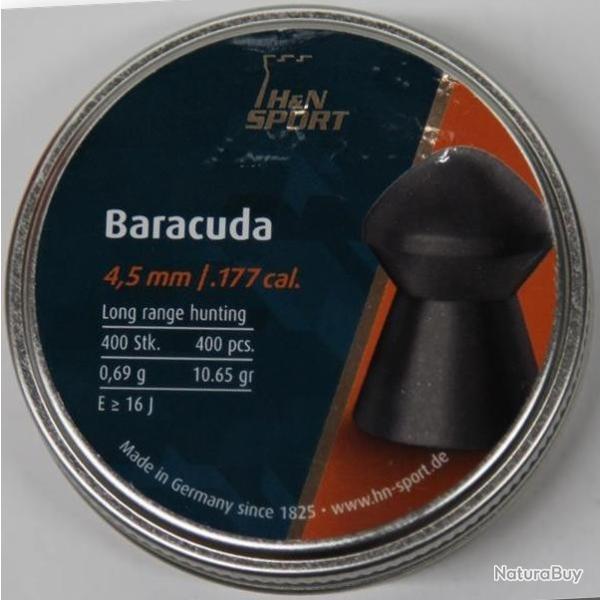 H&N
SPORT
Baracuda
4,5 mm / .177 cal.
Long range hunting
400 Stk. 400 pcs.
0,69 g 10.65 gr
E ≥ 16 J
Made in Germany since 1825 • www.hn-sport.de
NaturaBuy